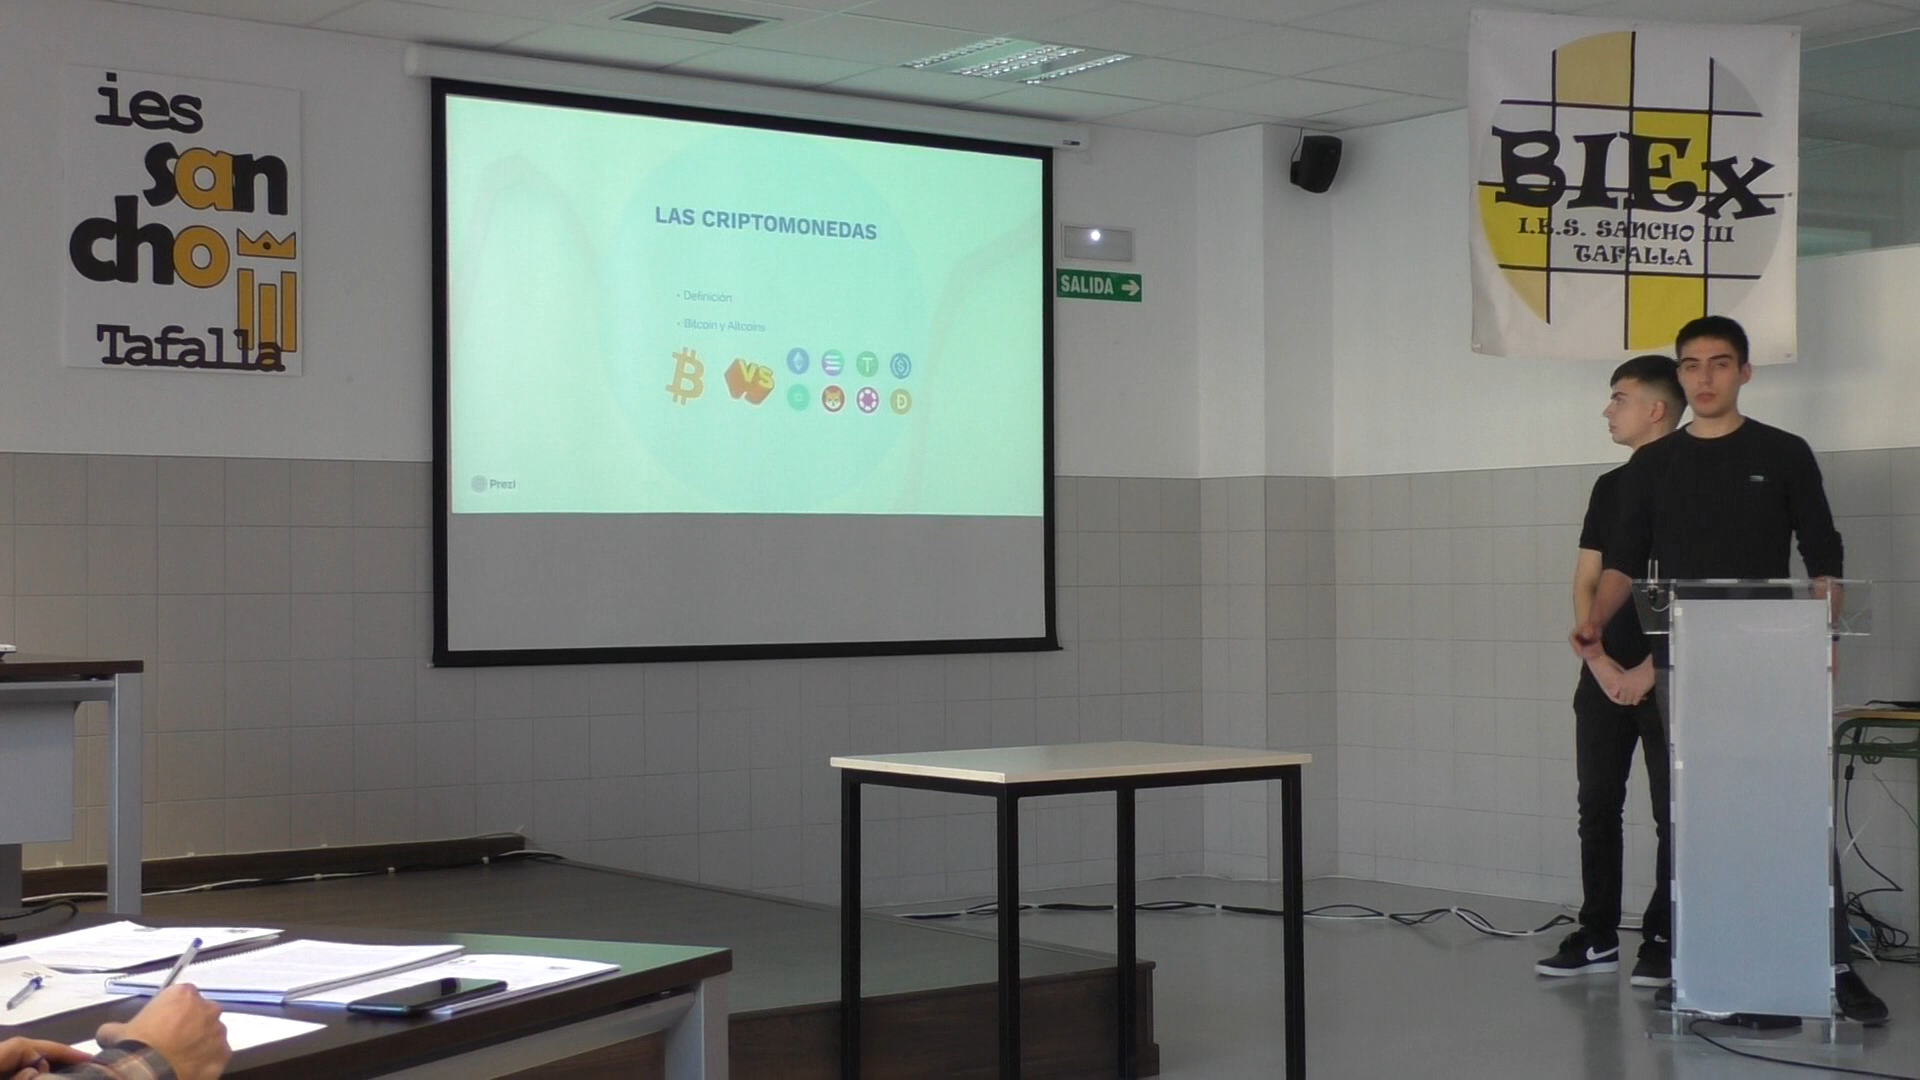 ies
san
cho
Tafalla
LAS CRIPTOMONEDAS
• Definición
• Bitcoin y Altcoins
VS
Prezi
SALIDA
BIEx
I.E.S. SANCHO III
TAFALLA